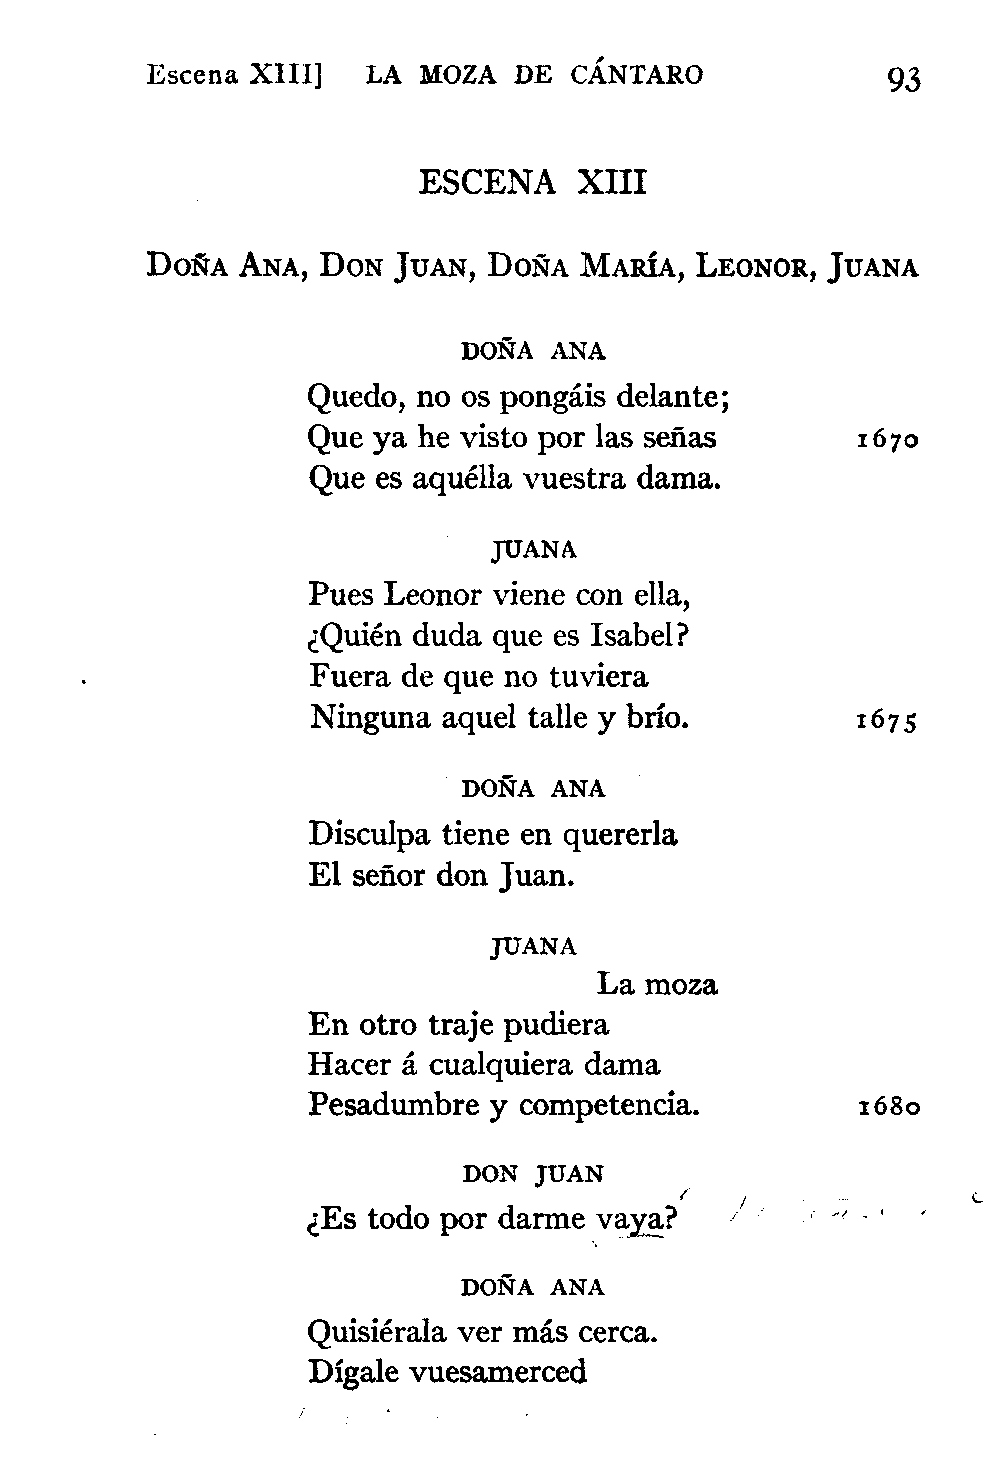 Escena XIII] LA MOZA DE CÁNTARO 93
ESCENA XIII
DOÑA ANA, DON JUAN, DOÑA MARÍA, LEONOR, JUANA
DOÑA ANA
Quedo, no os pongáis delante;
Que ya he visto por las señas 1670
Que es aquélla vuestra dama.
JUANA
Pues Leonor viene con ella,
¿Quién duda que es Isabel?
Fuera de que no tuviera
Ninguna aquel talle y brío. 1675
DOÑA ANA
Disculpa tiene en quererla
El señor don Juan.
JUANA
La moza
En otro traje pudiera
Hacer á cualquiera dama
Pesadumbre y competencia. 1680
DON JUAN
¿Es todo por darme vaya?
DOÑA ANA
Quisiérala ver más cerca.
Dígale vuesamerced